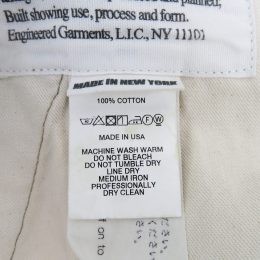 Built showing use, process and form.
Engineered Garments, L.I.C., NY 11101
MADE IN NEW YORK
100% COTTON
F W
MADE IN USA
MACHINE WASH WARM
DO NOT BLEACH
DO NOT TUMBLE DRY
LINE DRY
MEDIUM IRON
PROFESSIONALLY
DRY CLEAN